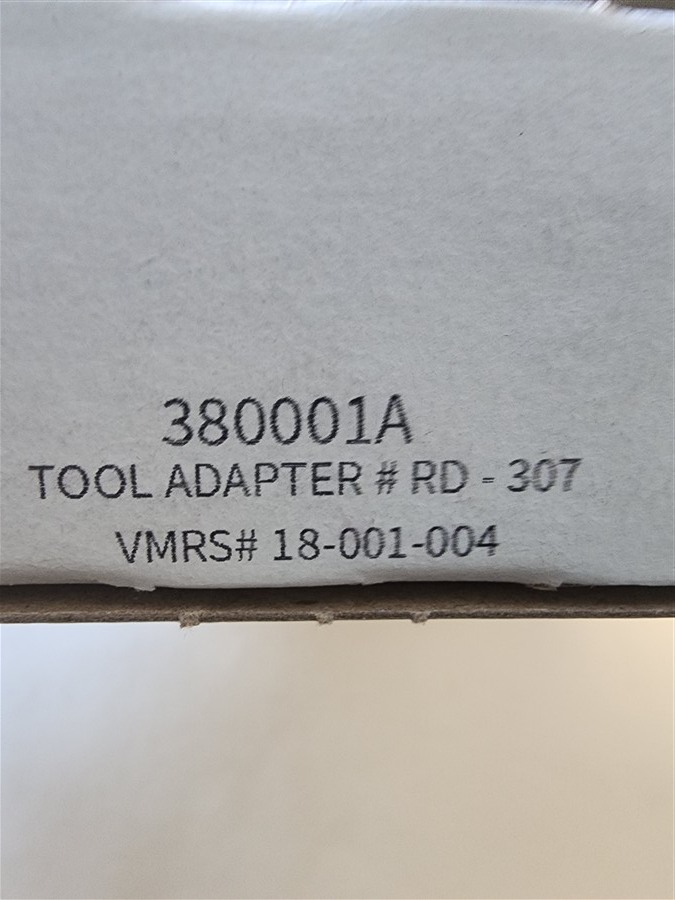 380001A
TOOL ADAPTER # RD - 307
VMRS# 18-001-004